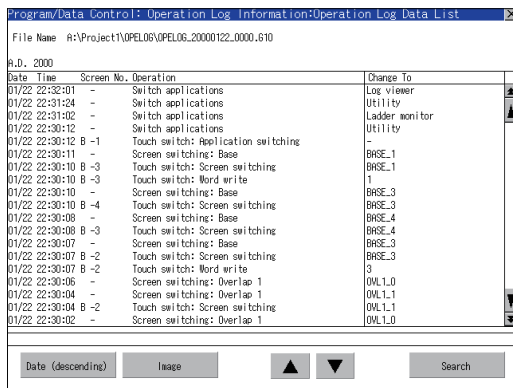 Program/Data Control: Operation Log Information:Operation Log Data List
File Name A:\Project1\OPELOG\OPELOG_20000122_0000.G10
A.D. 2000
Date Time Screen No. Operation Change To
01/22 22:32:01 - Switch applications Log viewer
01/22 22:31:24 - Switch applications Utility
01/22 22:31:02 - Switch applications Ladder monitor
01/22 22:30:12 - Switch applications Utility
01/22 22:30:12 B -1 Touch switch: Application switching -
01/22 22:30:11 - Screen switching: Base BASE_1
01/22 22:30:10 B -3 Touch switch: Screen switching BASE_1
01/22 22:30:10 B -3 Touch switch: Word write 1
01/22 22:30:10 - Screen switching: Base BASE_3
01/22 22:30:10 B -4 Touch switch: Screen switching BASE_3
01/22 22:30:08 - Screen switching: Base BASE_4
01/22 22:30:08 B -3 Touch switch: Screen switching BASE_4
01/22 22:30:07 - Screen switching: Base BASE_3
01/22 22:30:07 B -2 Touch switch: Screen switching BASE_3
01/22 22:30:07 B -2 Touch switch: Word write 3
01/22 22:30:06 - Screen switching: Overlap 1 OVL1_0
01/22 22:30:04 - Screen switching: Overlap 1 OVL1_1
01/22 22:30:04 B -2 Touch switch: Screen switching OVL1_1
01/22 22:30:02 - Screen switching: Overlap 1 OVL1_0
Date (descending) Image Search